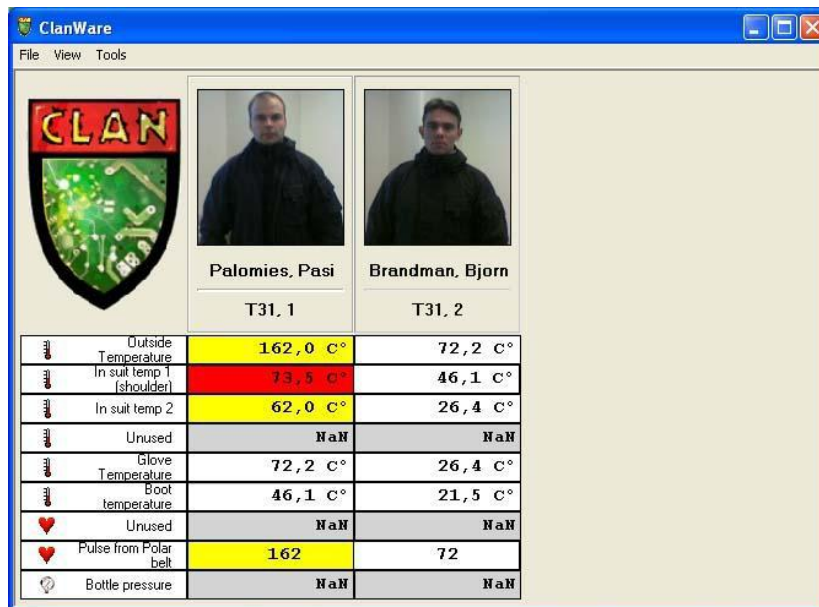 ClanWare
File View Tools
CLAN
Palomies, Pasi Brandman, Bjorn
T31, 1 T31, 2
Outside
Temperature 162,0 C° 72,2 C°
In suit temp 1
(shoulder) 73,5 C° 46,1 C°
In suit temp 2 62,0 C° 26,4 C°
Unused NaN NaN
Glove
Temperature 72,2 C° 26,4 C°
Boot
temperature 46,1 C° 21,5 C°
Unused NaN NaN
Pulse from Polar
belt 162 72
Bottle pressure NaN NaN